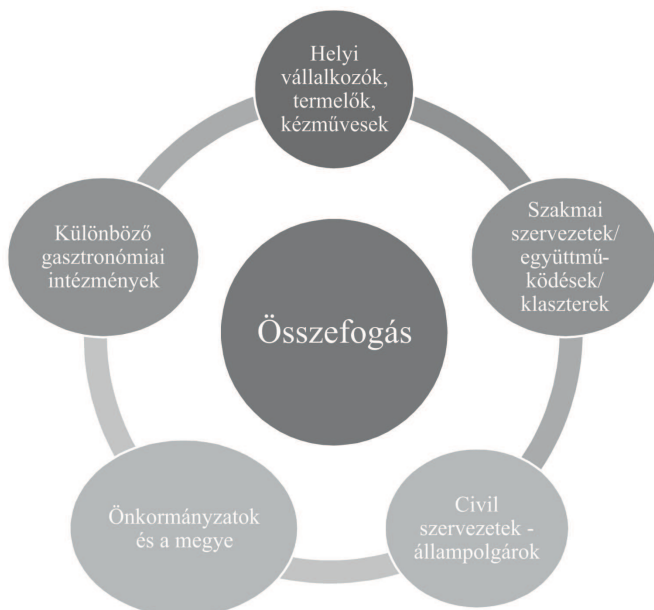 Helyi
vállalkozók,
termelők,
kézművesek
Szakmai
szervezetek/
együttmű-
ködések/
klaszterek
Civil
szervezetek -
állampolgárok
Önkormányzatok
és a megye
Különböző
gasztronómiai
intézmények
Összefogás